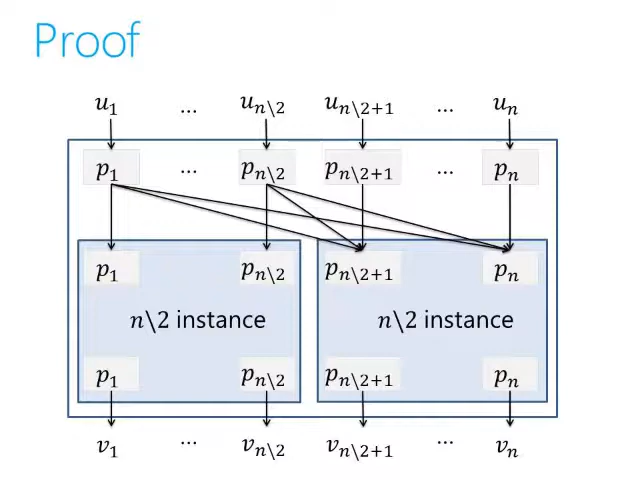 Proof
u₁ ... u_{n\2} u_{n\2+1} ... u_n
p₁ ... p_{n\2} p_{n\2+1} ... p_n
p₁ p_{n\2} p_{n\2+1} p_n
n\2 instance n\2 instance
p₁ p_{n\2} p_{n\2+1} p_n
v₁ ... v_{n\2} v_{n\2+1} ... v_n